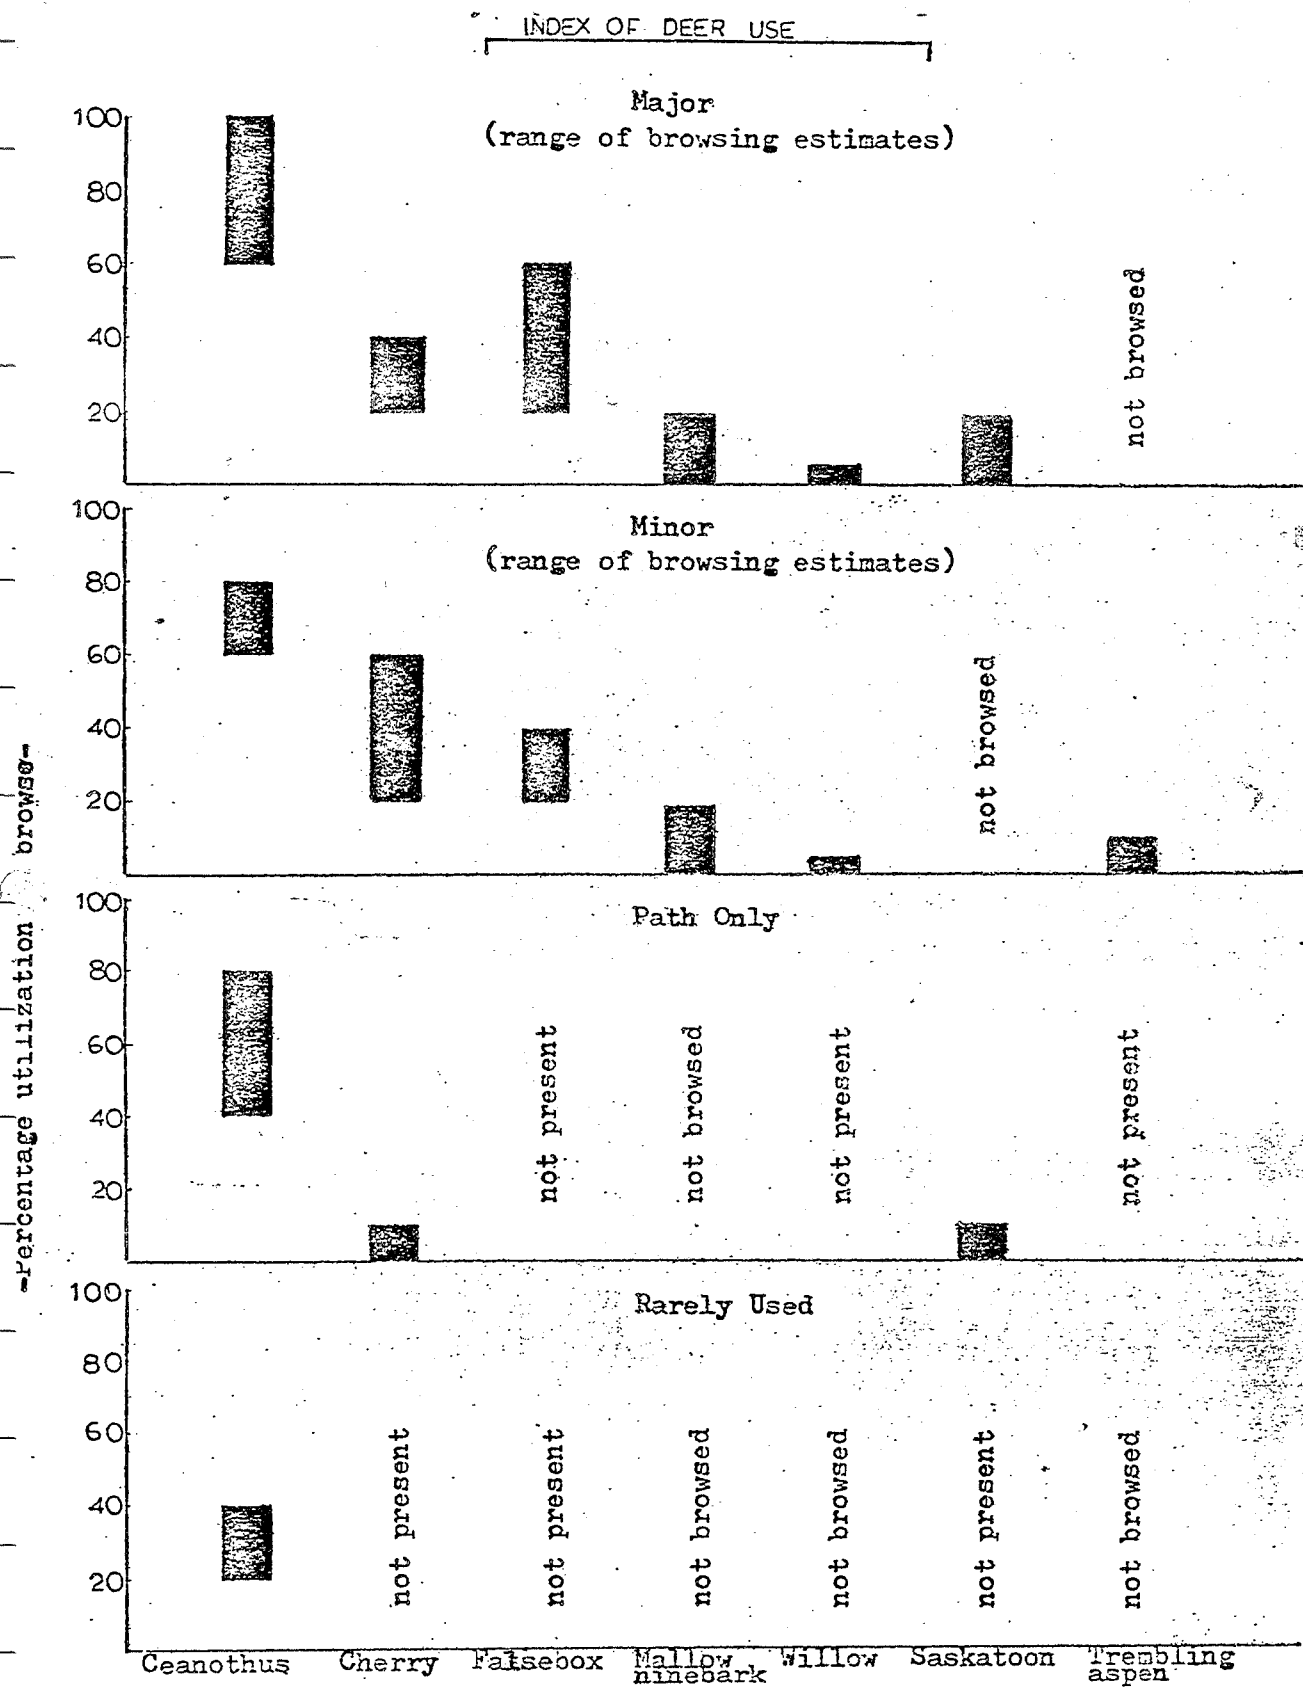 INDEX OF DEER USE
Major
(range of browsing estimates)
100
80
60
40
20
not browsed
Minor
(range of browsing estimates)
100
80
60
40
20
not browsed
Path Only
100
80
60
40
20
not present
not browsed
not present
not present
Rarely Used
100
80
60
40
20
not present
not present
not browsed
not browsed
not present
not browsed
-Percentage utilization browse-
Ceanothus Cherry Falsebox Mallow Willow Saskatoon Trembling
ninebark aspen